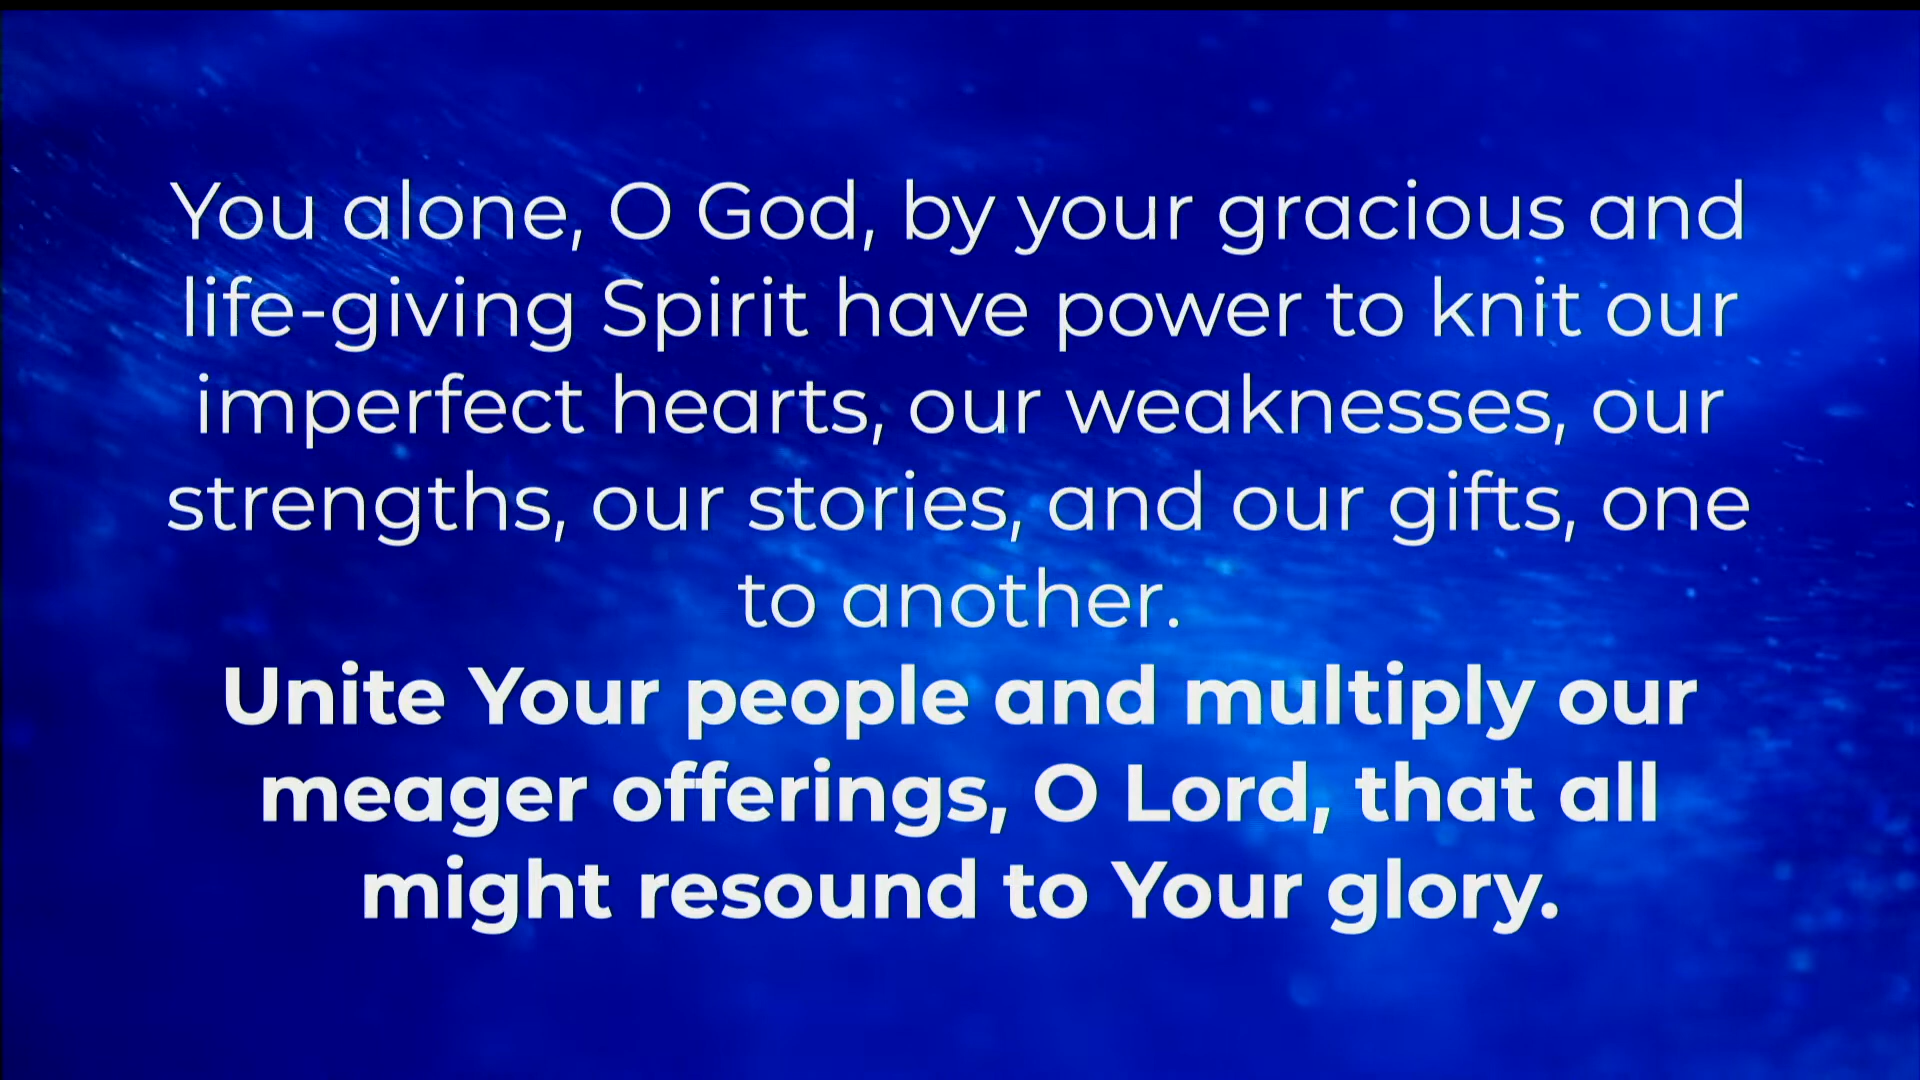 You alone, O God, by your gracious and
life-giving Spirit have power to knit our
imperfect hearts, our weaknesses, our
strengths, our stories, and our gifts, one
to another.
Unite Your people and multiply our
meager offerings, O Lord, that all
might resound to Your glory.